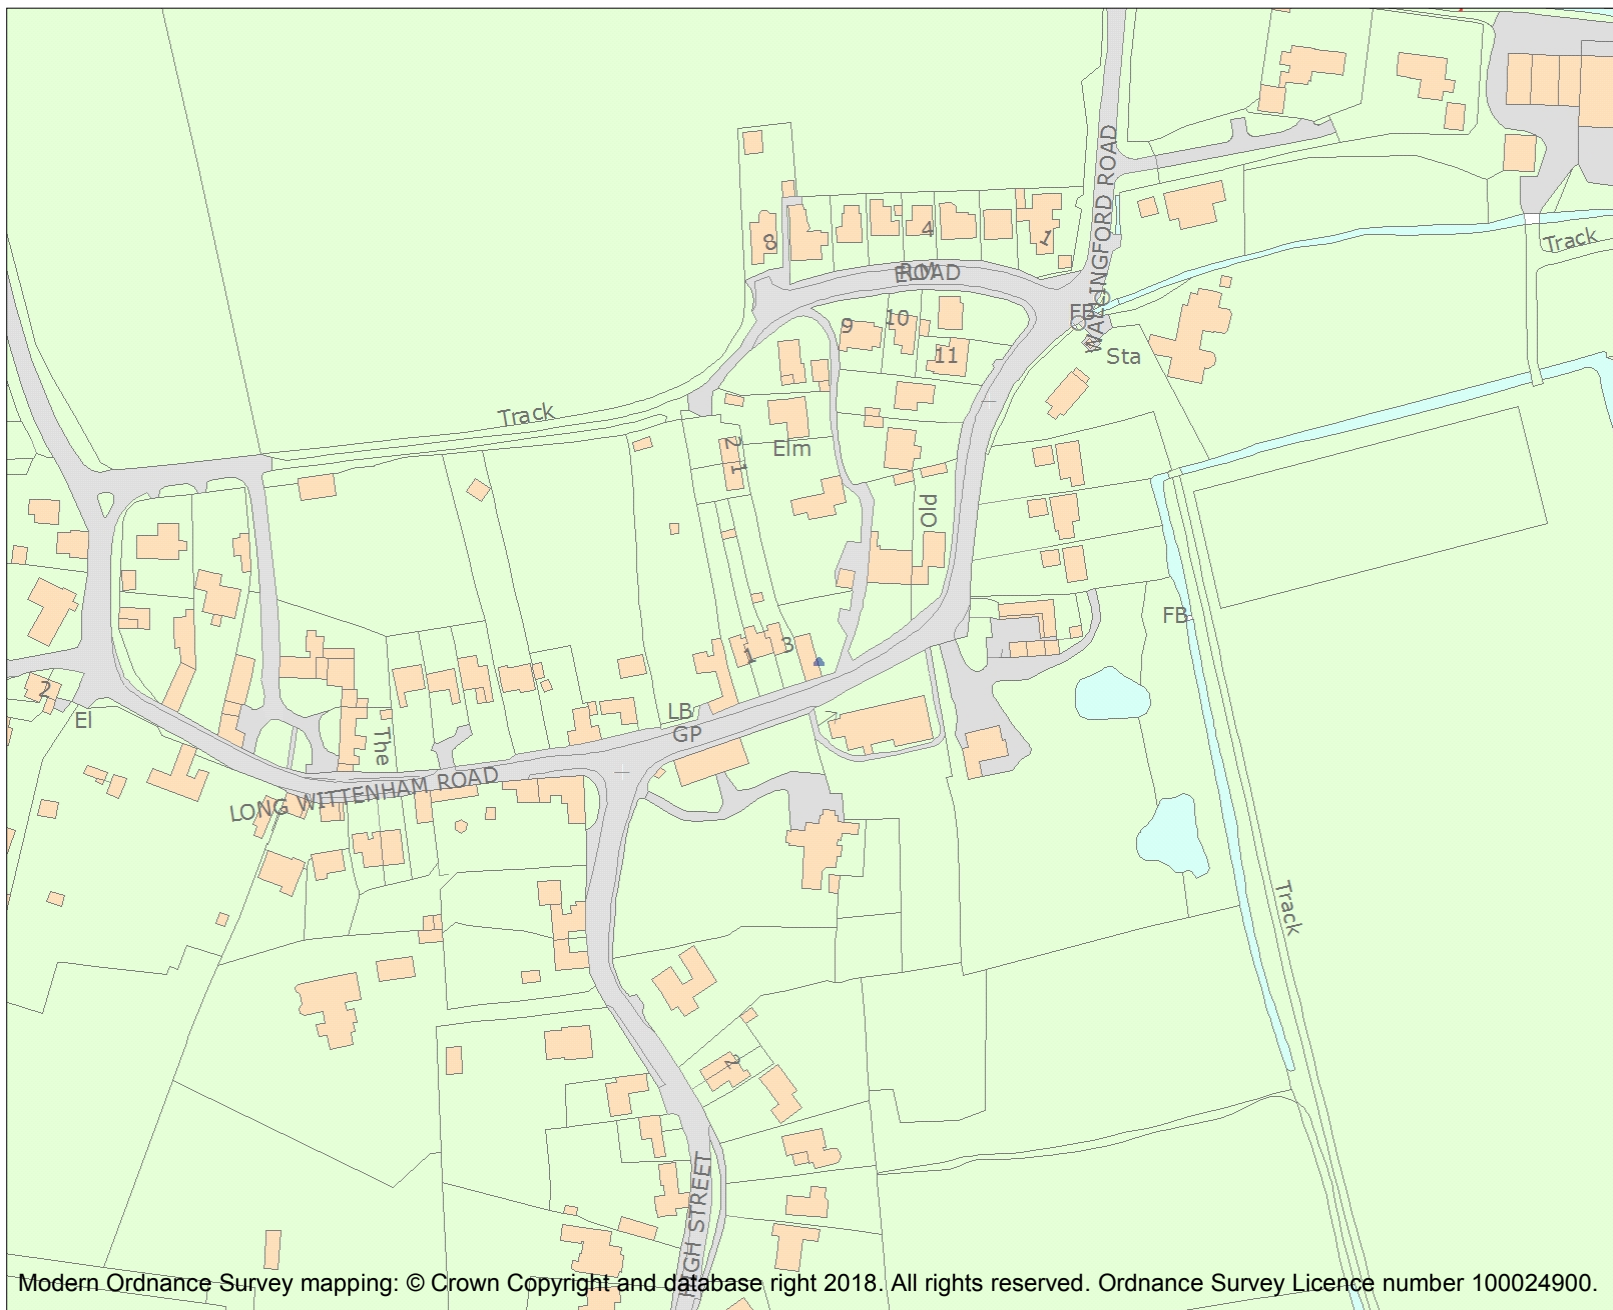 WALLINGFORD ROAD
Track
8
4
1
ELM
ROAD
FB
Sta
9
10
11
Track
2
1
Elm
Old
FB
1
3
2
El
The
LB
GP
7
LONG WITTENHAM ROAD
Track
2
HIGH STREET
Modern Ordnance Survey mapping: © Crown Copyright and database right 2018. All rights reserved. Ordnance Survey Licence number 100024900.